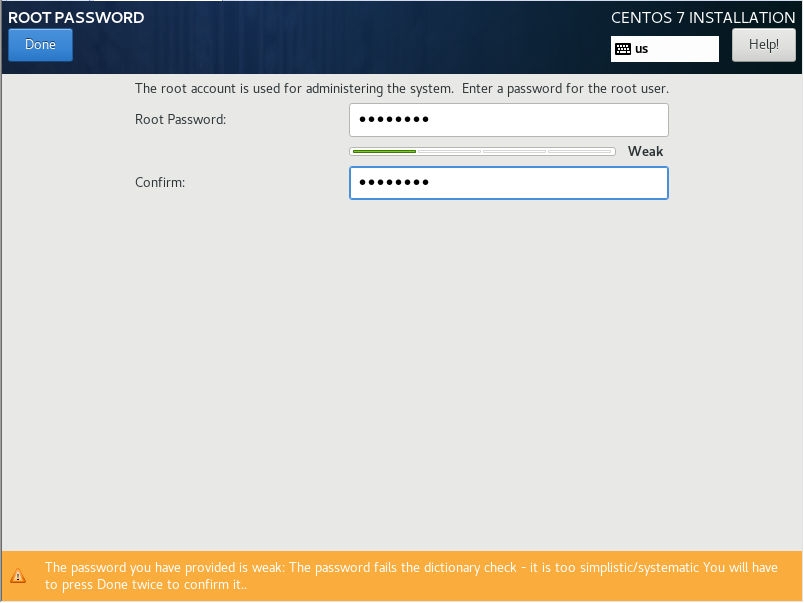 ROOT PASSWORD
CENTOS 7 INSTALLATION
Done
us
Help!
The root account is used for administering the system. Enter a password for the root user.
Root Password:
●●●●●●●●
Weak
Confirm:
●●●●●●●●
The password you have provided is weak: The password fails the dictionary check - it is too simplistic/systematic You will have
to press Done twice to confirm it..